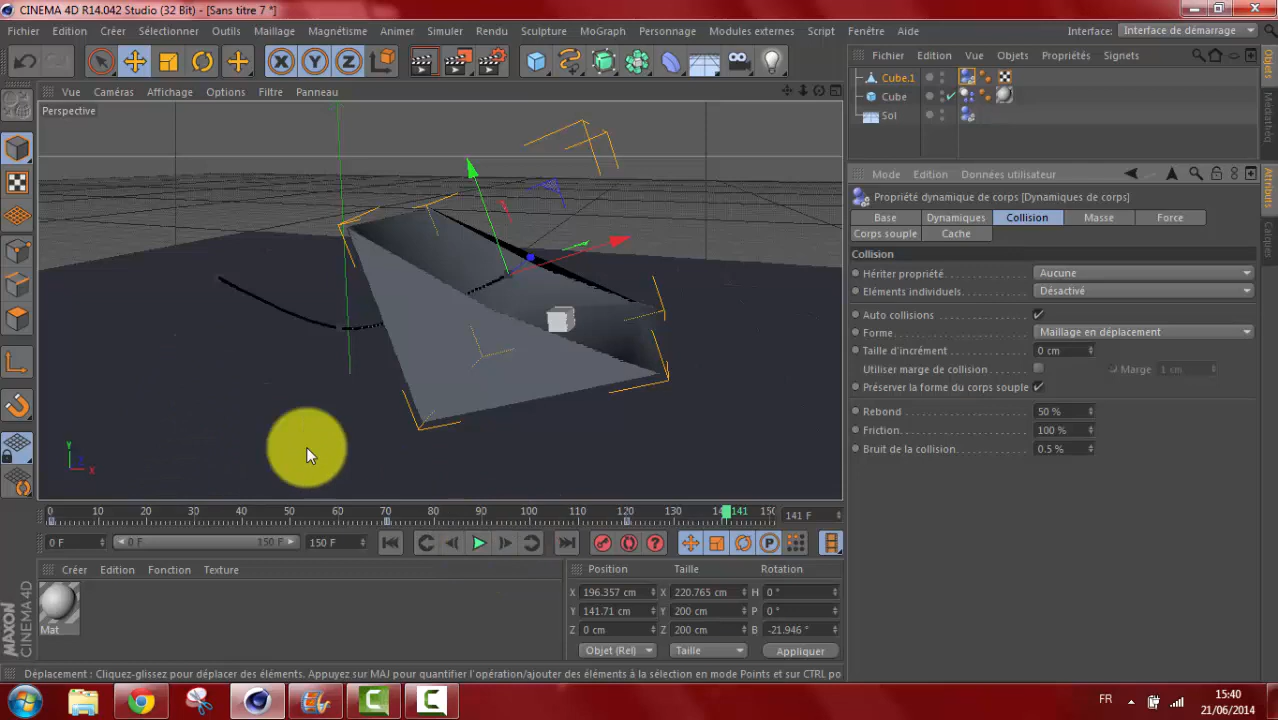 CINEMA 4D R14.042 Studio (32 Bit) - [Sans titre 7 *]
Fichier Edition Créer Sélectionner Outils Maillage Magnétisme Animer Simuler Rendu Sculpture MoGraph Personnage Modules externes Script Fenêtre Aide Interface: Interface de démarrage
X Y Z
Fichier Edition Vue Objets Propriétés Signets
Vue Caméras Affichage Options Filtre Panneau
Perspective
Cube.1
Cube
Sol
Objets
Attributs
Calques
Mode Edition Données utilisateur
Propriété dynamique de corps [Dynamiques de corps]
Base Dynamiques Collision Masse Force
Corps souple Cache
Collision
Hériter propriété Aucune
Eléments individuels Désactivé
Auto collisions
Forme Maillage en déplacement
Taille d'incrément 0 cm
Utiliser marge de collision Marge 1 cm
Préserver la forme du corps souple
Rebond 50 %
Friction 100 %
Bruit de la collision 0.5 %
Y
X
0 10 20 30 40 50 60 70 80 90 100 110 120 130 141 150 141 F
0 F 0 F 150 F 150 F
Créer Edition Fonction Texture
Mat
MAXON
CINEMA 4D
Position Taille Rotation
X 196.357 cm X 220.765 cm H 0 °
Y 141.71 cm Y 200 cm P 0 °
Z 0 cm Z 200 cm B -21.946 °
Objet (Rel) Taille Appliquer
Déplacement : Cliquez-glissez pour déplacer des éléments. Appuyez sur MAJ pour quantifier l'opération/ajouter des éléments à la sélection en mode Points et sur CTRL po
FR
15:40
21/06/2014